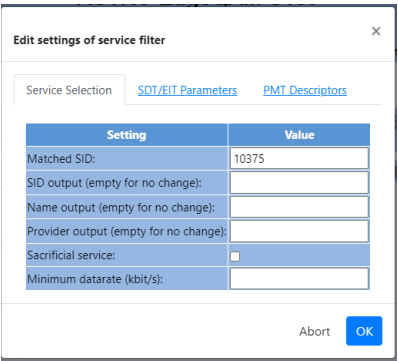 Edit settings of service filter
×
Service Selection SDT/EIT Parameters PMT Descriptors
Setting Value
Matched SID: 10375
SID output (empty for no change):
Name output (empty for no change):
Provider output (empty for no change):
Sacrificial service:
Minimum datarate (kbit/s):
Abort OK